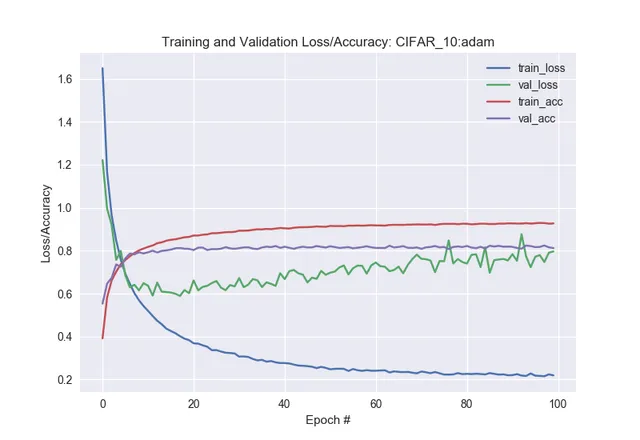 Training and Validation Loss/Accuracy: CIFAR_10:adam
train_loss
val_loss
train_acc
val_acc
1.6
1.4
1.2
1.0
0.8
0.6
0.4
0.2
Loss/Accuracy
0 20 40 60 80 100
Epoch #